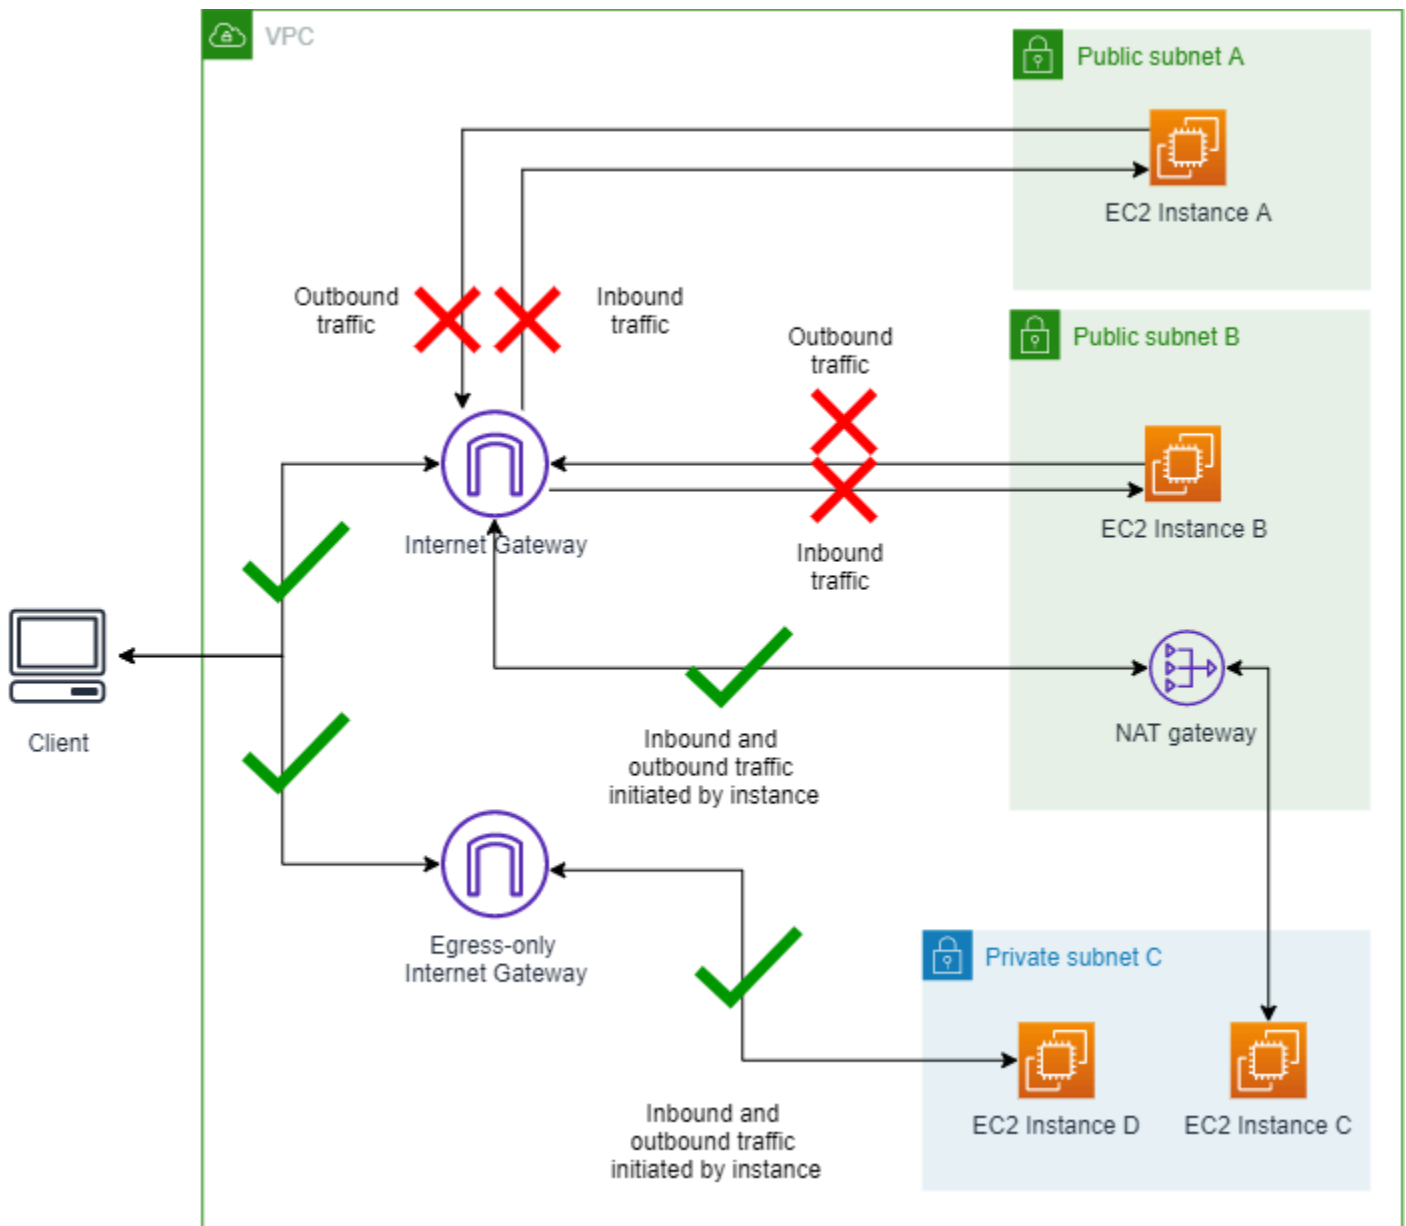 VPC
Public subnet A
EC2 Instance A
Outbound
traffic
Inbound
traffic
Public subnet B
Outbound
traffic
EC2 Instance B
Internet Gateway
Inbound
traffic
NAT gateway
Client
Inbound and
outbound traffic
initiated by instance
Egress-only
Internet Gateway
Private subnet C
EC2 Instance D
EC2 Instance C
Inbound and
outbound traffic
initiated by instance